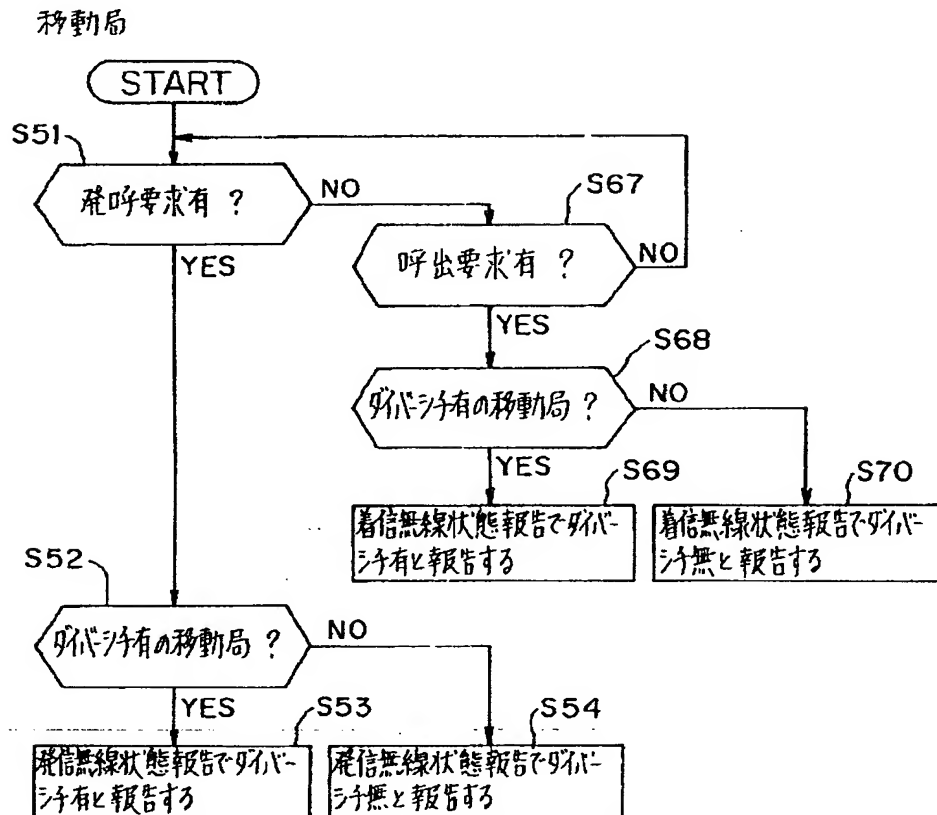 移動局
START
S51
発呼要求有 ?
NO
YES
S67
呼出要求有 ?
NO
YES
S68
ダイバーシチ有の移動局 ?
NO
YES
S69
着信無線状態報告でダイバー
シチ有と報告する
S70
着信無線状態報告でダイバー
シチ無と報告する
S52
ダイバーシチ有の移動局 ?
NO
YES
S53
発信無線状態報告でダイバー
シチ有と報告する
S54
発信無線状態報告でダイバー
シチ無と報告する